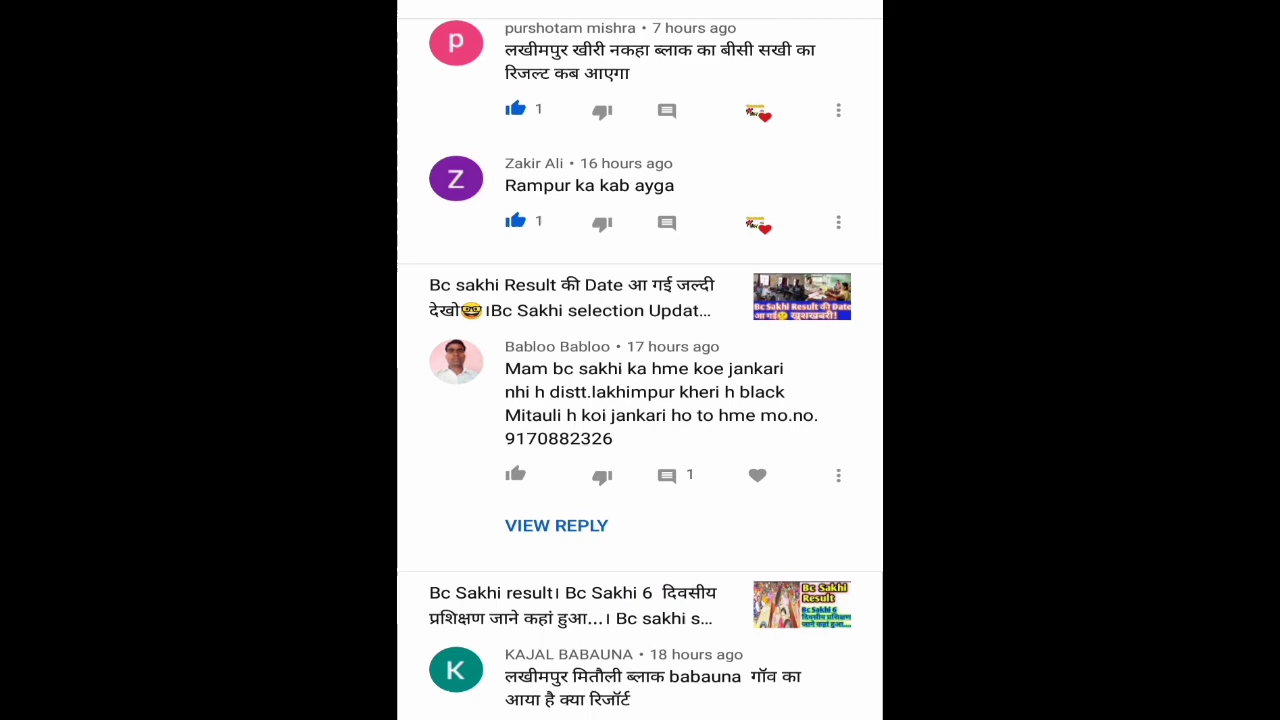 P
purshotam mishra • 7 hours ago
लखीमपुर खीरी नकहा ब्लाक का बीसी सखी का
रिजल्ट कब आएगा
1
Z
Zakir Ali • 16 hours ago
Rampur ka kab ayga
1
Bc sakhi Result की Date आ गई जल्दी
देखो🤓।Bc Sakhi selection Updat...
Bc Sakhi Result की Date
आ गई🤔 खुशखबरी!
Babloo Babloo • 17 hours ago
Mam bc sakhi ka hme koe jankari
nhi h distt.lakhimpur kheri h black
Mitauli h koi jankari ho to hme mo.no.
9170882326
1
VIEW REPLY
Bc Sakhi result। Bc Sakhi 6 दिवसीय
प्रशिक्षण जाने कहां हुआ...। Bc sakhi s...
Bc Sakhi
Result
Bc Sakhi 6
दिवसीय प्रशिक्षण
जाने कहां हुआ...
K
KAJAL BABAUNA • 18 hours ago
लखीमपुर मितौली ब्लाक babauna गॉव का
आया है क्या रिजॉर्ट